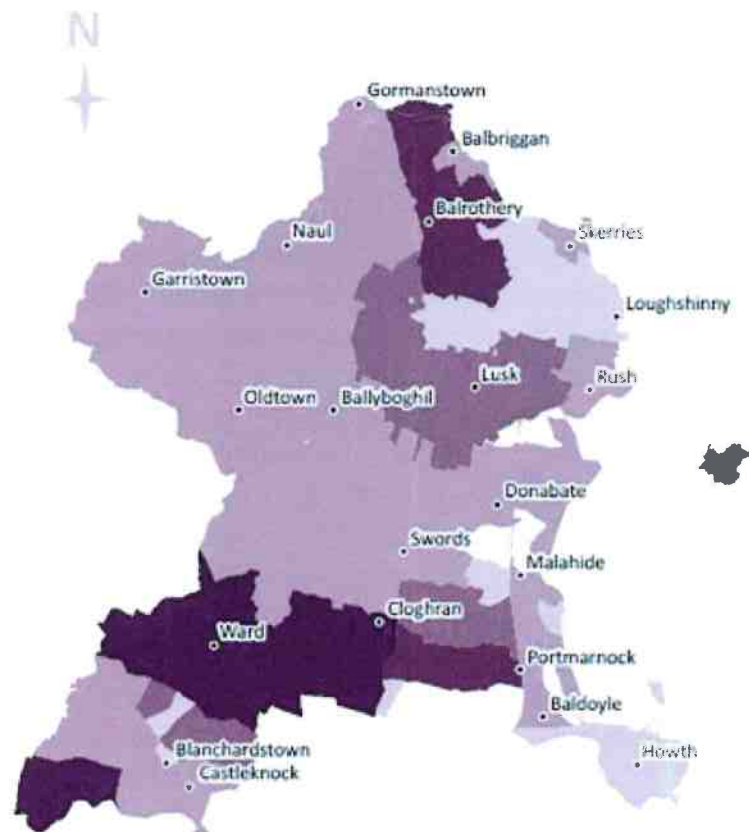 N
Gormanstown
Balbriggan
Balrothery
Naul
Skerries
Garristown
Loughshinny
Lusk
Rush
Oldtown
Ballyboghil
Donabate
Swords
Malahide
Cloghran
Ward
Portmarnock
Baldoyle
Blanchardstown
Howth
Castleknock